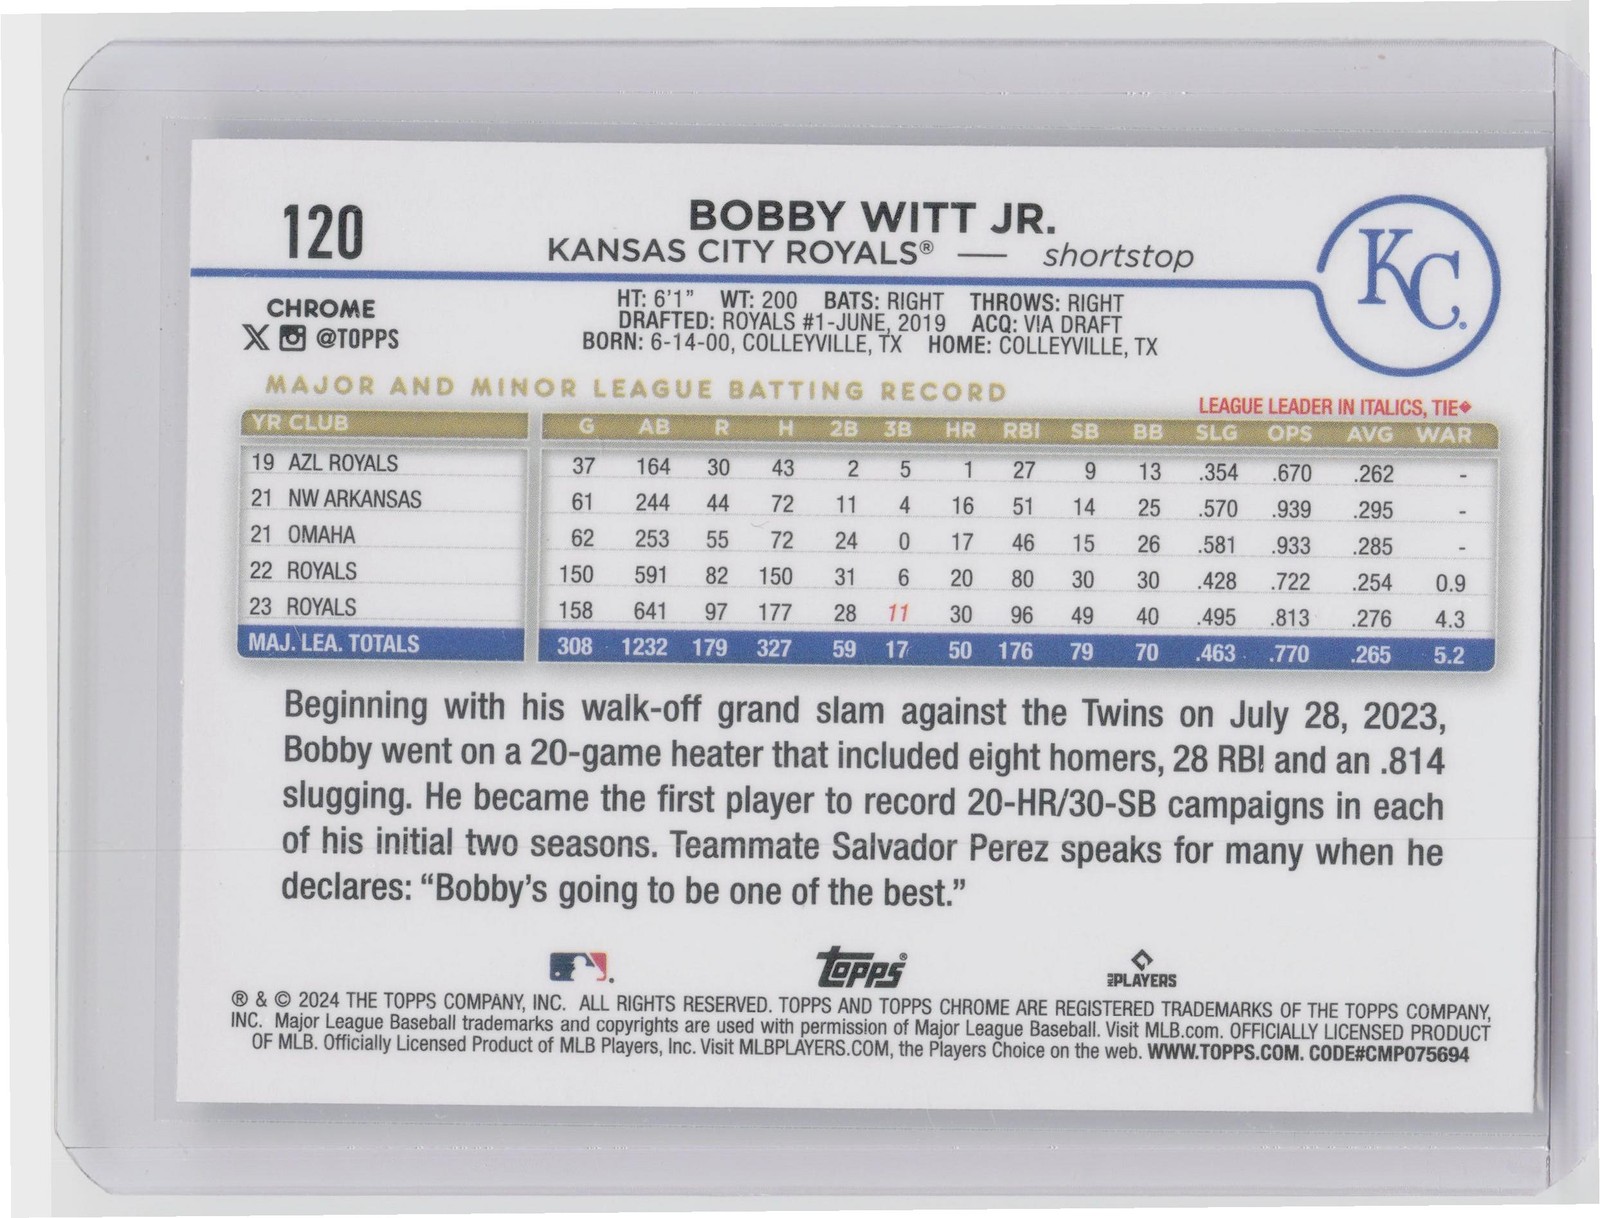 120
BOBBY WITT JR.
KANSAS CITY ROYALS® — shortstop
KC
CHROME
X @TOPPS
HT: 6'1" WT: 200 BATS: RIGHT THROWS: RIGHT
DRAFTED: ROYALS #1-JUNE, 2019 ACQ: VIA DRAFT
BORN: 6-14-00, COLLEYVILLE, TX HOME: COLLEYVILLE, TX
MAJOR AND MINOR LEAGUE BATTING RECORD
LEAGUE LEADER IN ITALICS, TIE◆
YR CLUB G AB R H 2B 3B HR RBI SB BB SLG OPS AVG WAR
19 AZL ROYALS 37 164 30 43 2 5 1 27 9 13 .354 .670 .262 -
21 NW ARKANSAS 61 244 44 72 11 4 16 51 14 25 .570 .939 .295 -
21 OMAHA 62 253 55 72 24 0 17 46 15 26 .581 .933 .285 -
22 ROYALS 150 591 82 150 31 6 20 80 30 30 .428 .722 .254 0.9
23 ROYALS 158 641 97 177 28 11 30 96 49 40 .495 .813 .276 4.3
MAJ. LEA. TOTALS 308 1232 179 327 59 17 50 176 79 70 .463 .770 .265 5.2
Beginning with his walk-off grand slam against the Twins on July 28, 2023,
Bobby went on a 20-game heater that included eight homers, 28 RBI and an .814
slugging. He became the first player to record 20-HR/30-SB campaigns in each
of his initial two seasons. Teammate Salvador Perez speaks for many when he
declares: “Bobby's going to be one of the best.”
Topps®
MLB PLAYERS
® & © 2024 THE TOPPS COMPANY, INC. ALL RIGHTS RESERVED. TOPPS AND TOPPS CHROME ARE REGISTERED TRADEMARKS OF THE TOPPS COMPANY,
INC. Major League Baseball trademarks and copyrights are used with permission of Major League Baseball. Visit MLB.com. OFFICIALLY LICENSED PRODUCT
OF MLB. Officially Licensed Product of MLB Players, Inc. Visit MLBPLAYERS.COM, the Players Choice on the web. WWW.TOPPS.COM. CODE#CMP075694